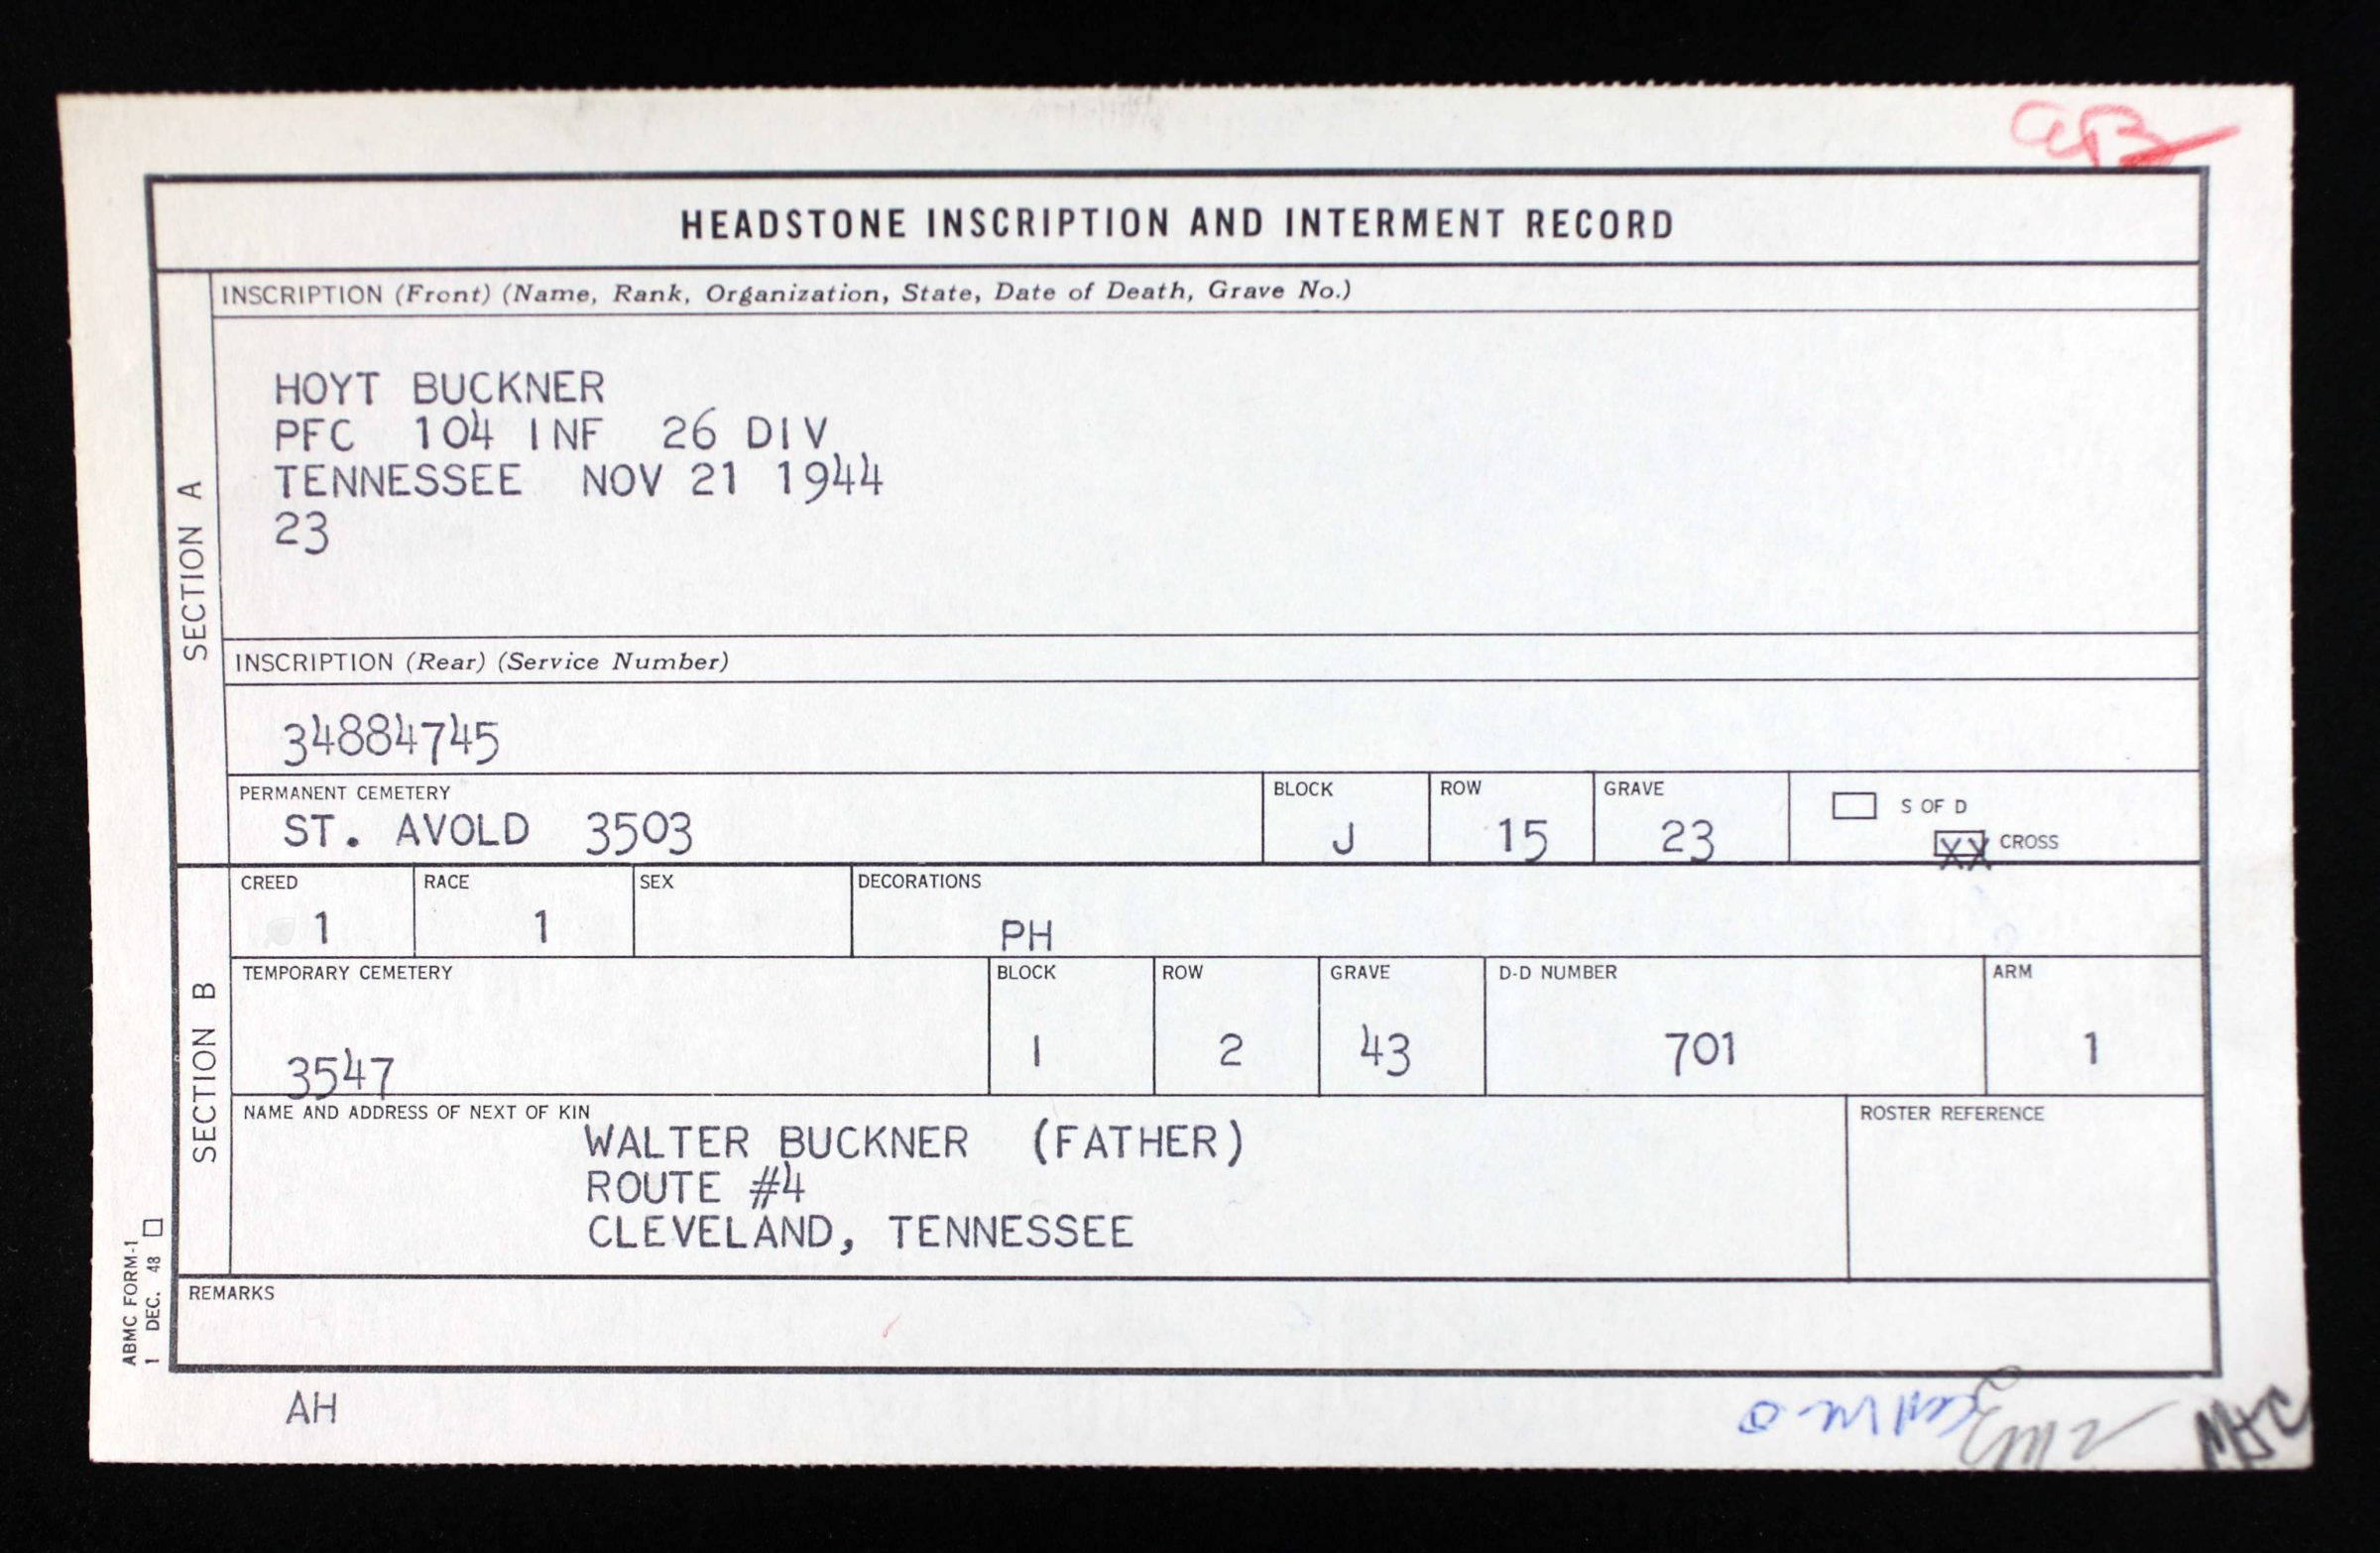 HEADSTONE INSCRIPTION AND INTERMENT RECORD
SECTION A
INSCRIPTION (Front) (Name, Rank, Organization, State, Date of Death, Grave No.)
HOYT BUCKNER
PFC 104 INF 26 DIV
TENNESSEE NOV 21 1944
23
INSCRIPTION (Rear) (Service Number)
34884745
PERMANENT CEMETERY BLOCK ROW GRAVE S OF D
ST. AVOLD 3503 J 15 23 XX CROSS
SECTION B
CREED RACE SEX DECORATIONS
1 1 PH
TEMPORARY CEMETERY BLOCK ROW GRAVE D-D NUMBER ARM
3547 1 2 43 701 1
NAME AND ADDRESS OF NEXT OF KIN ROSTER REFERENCE
WALTER BUCKNER (FATHER)
ROUTE #4
CLEVELAND, TENNESSEE
REMARKS
ABMC FORM-1
1 DEC. 48
AH